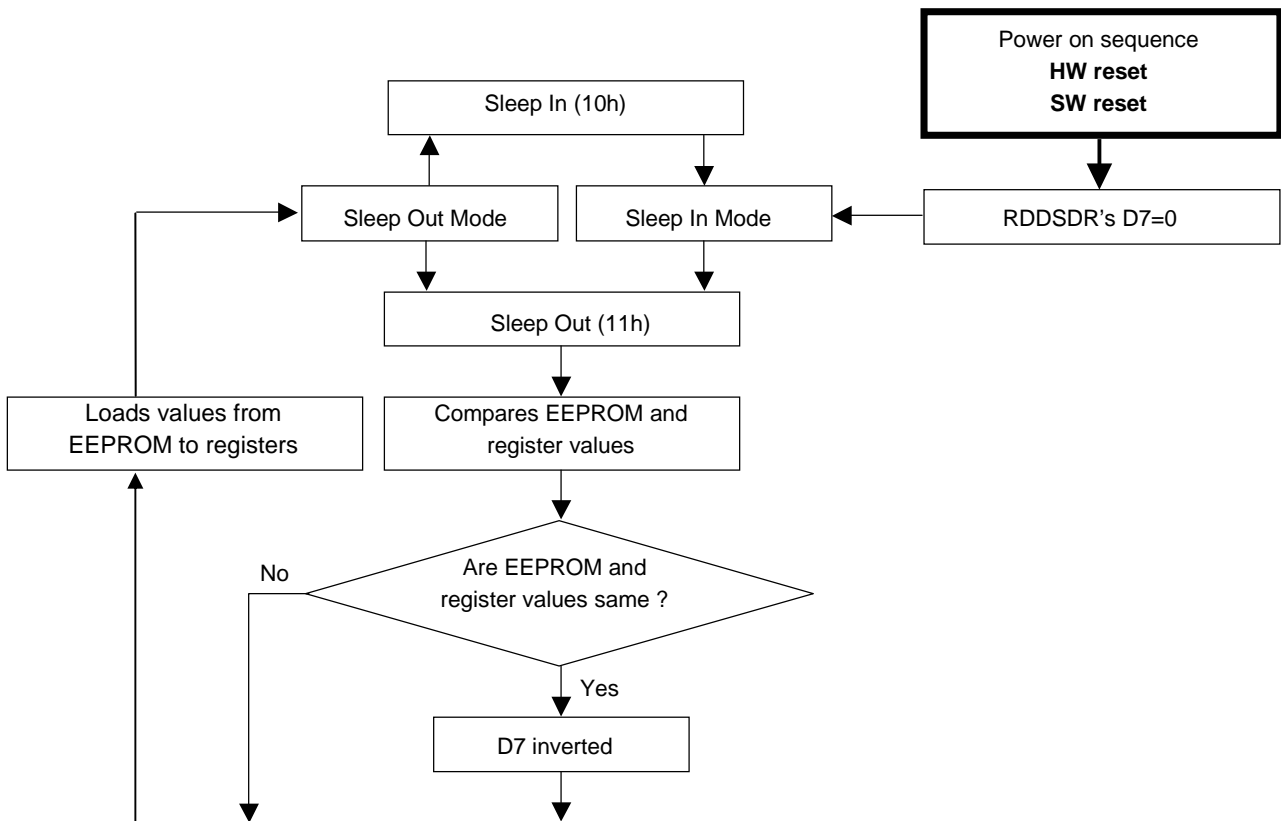 Power on sequence
HW reset
SW reset
Sleep In (10h)
Sleep Out Mode
Sleep In Mode
RDDSDR's D7=0
Sleep Out (11h)
Loads values from
EEPROM to registers
Compares EEPROM and
register values
No
Are EEPROM and
register values same ?
Yes
D7 inverted